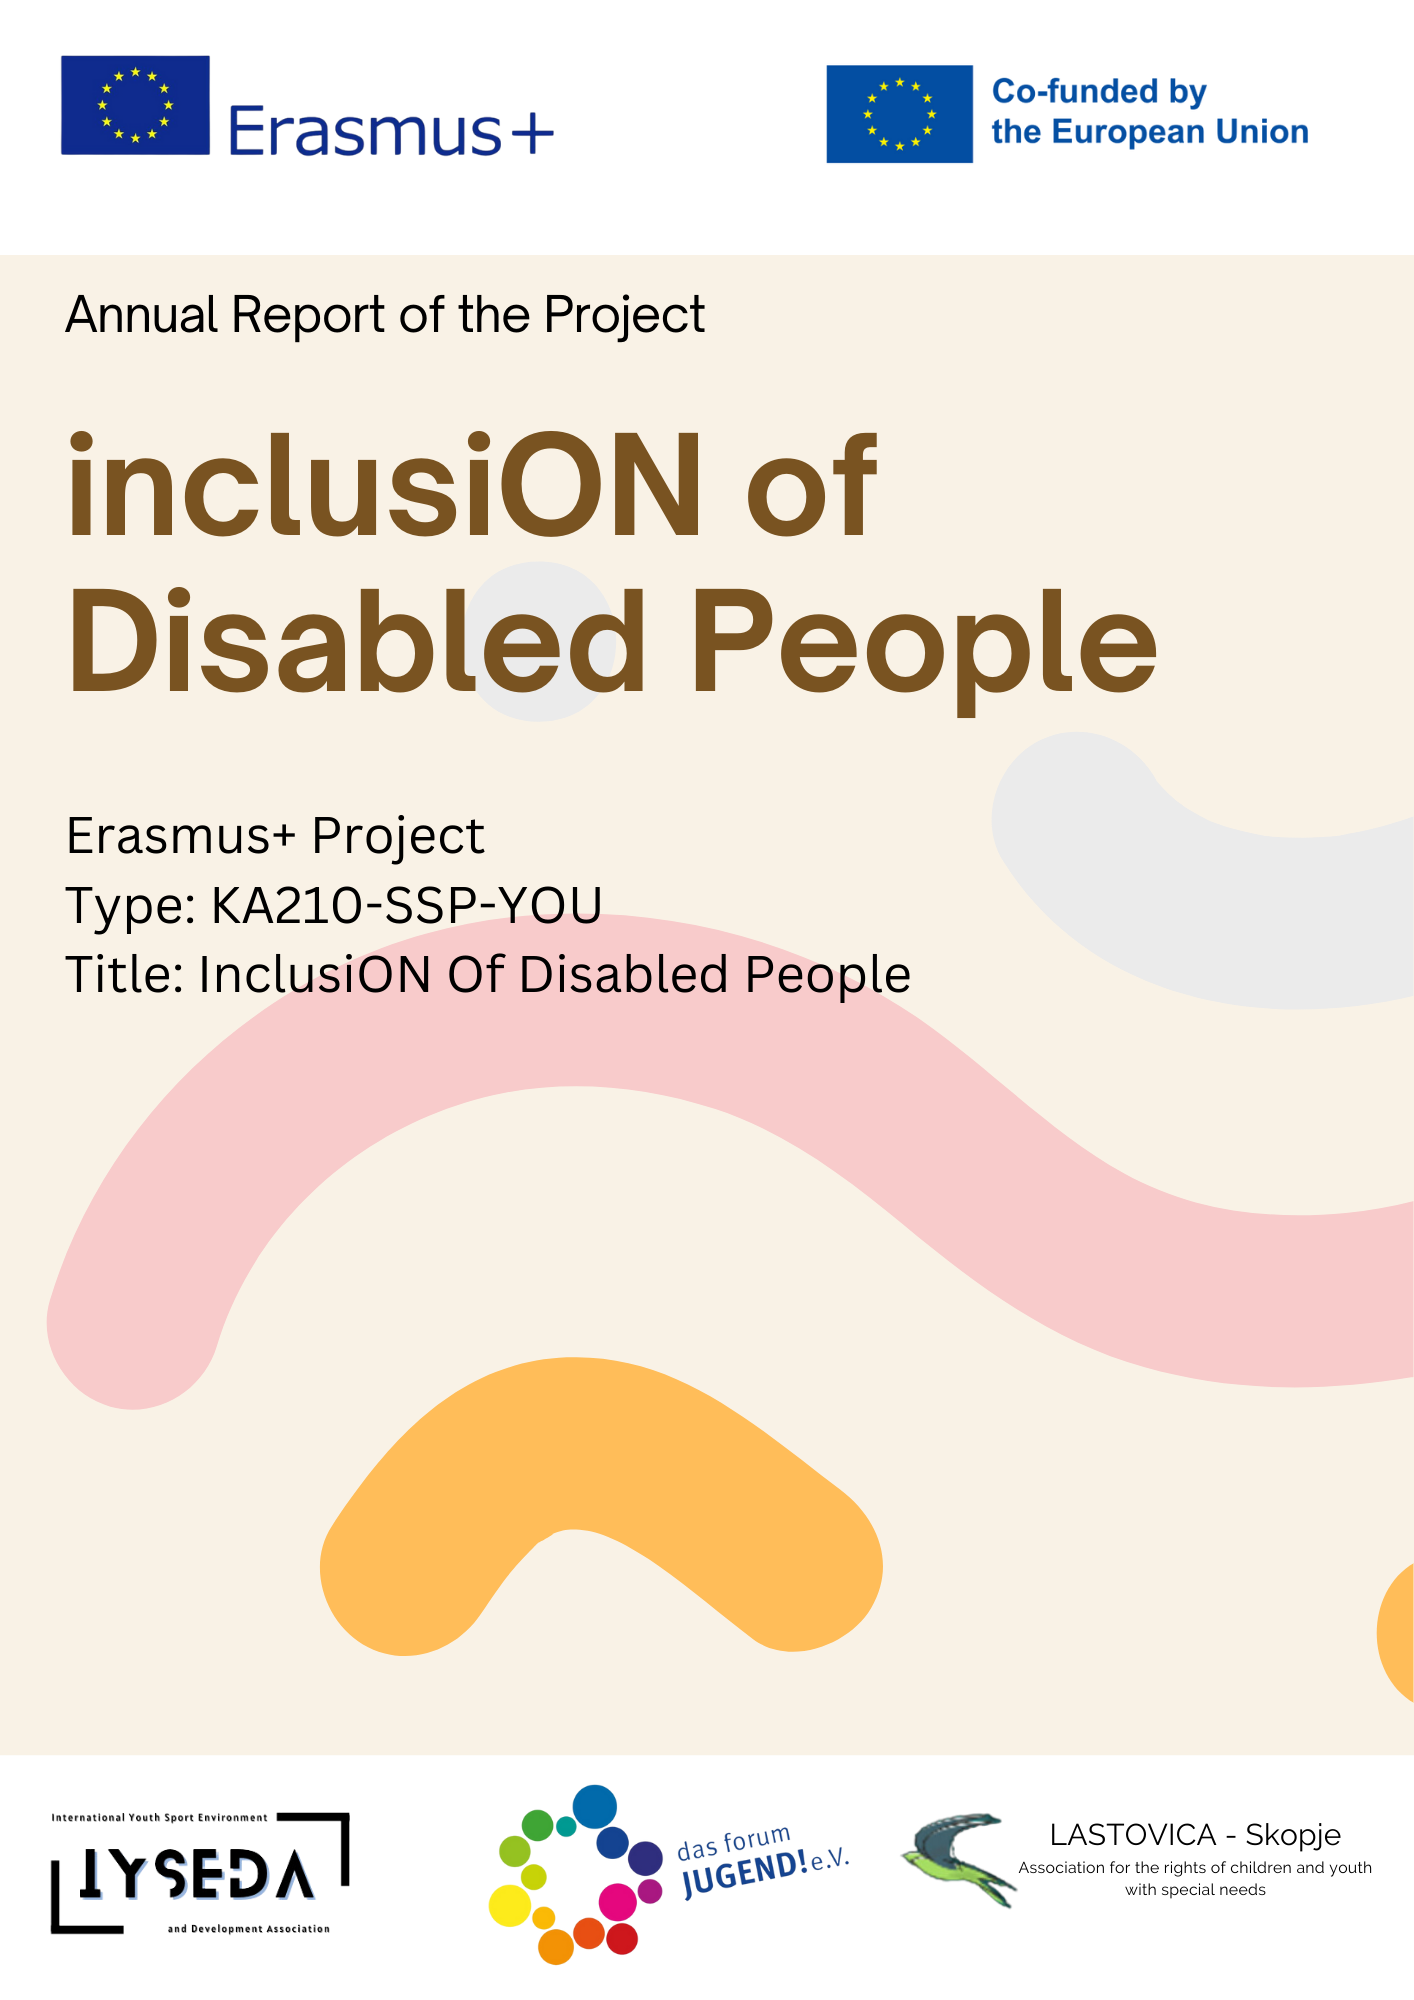 Erasmus+
Co-funded by
the European Union
Annual Report of the Project
inclusiON of
Disabled People
Erasmus+ Project
Type: KA210-SSP-YOU
Title: InclusiON Of Disabled People
International Youth Sport Environment
IYSEDA
and Development Association
das forum
JUGEND! e.V.
LASTOVICA - Skopje
Association for the rights of children and youth
with special needs